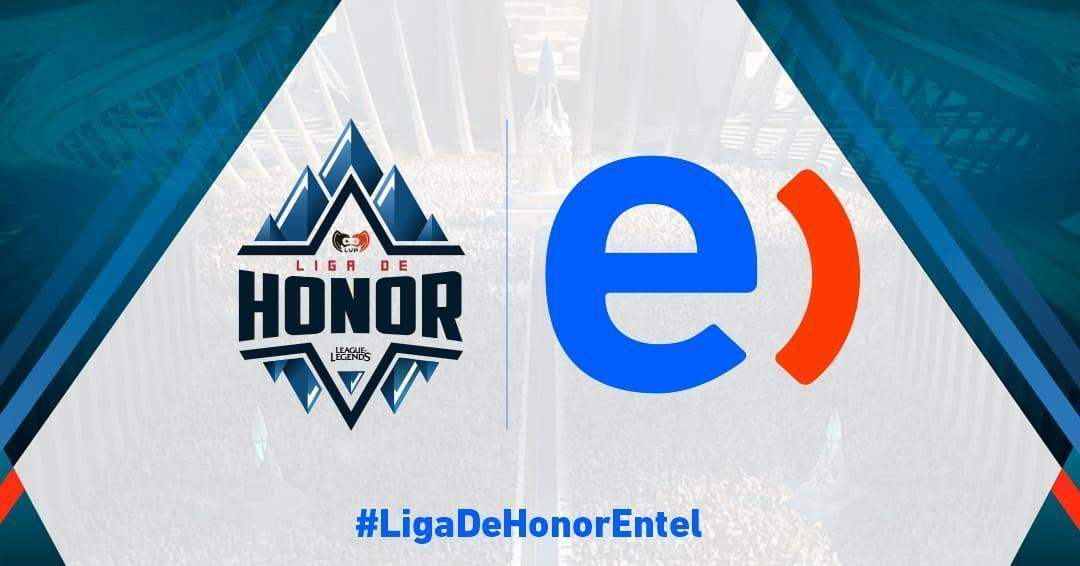 LVP
LIGA DE
HONOR
LEAGUE OF
LEGENDS
e)
#LigaDeHonorEntel